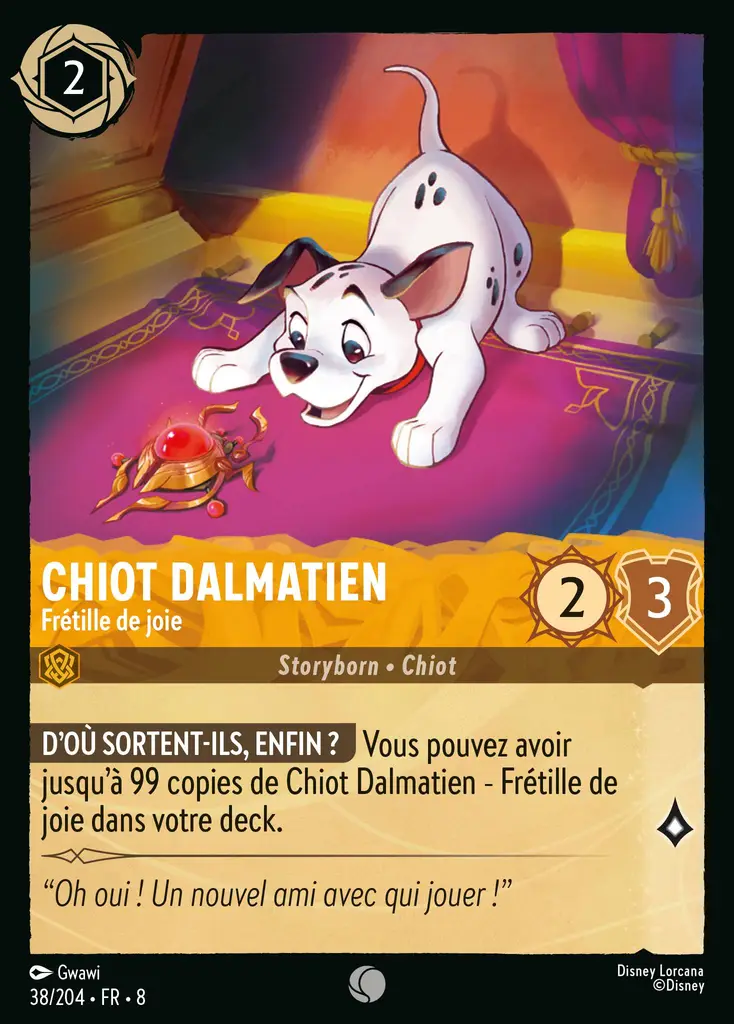 2
CHIOT DALMATIEN
Frétille de joie
2
3
Storyborn • Chiot
D'OÙ SORTENT-ILS, ENFIN ? Vous pouvez avoir
jusqu'à 99 copies de Chiot Dalmatien - Frétille de
joie dans votre deck.
“Oh oui ! Un nouvel ami avec qui jouer !”
Gwawi
Disney Lorcana
38/204 • FR • 8
©Disney